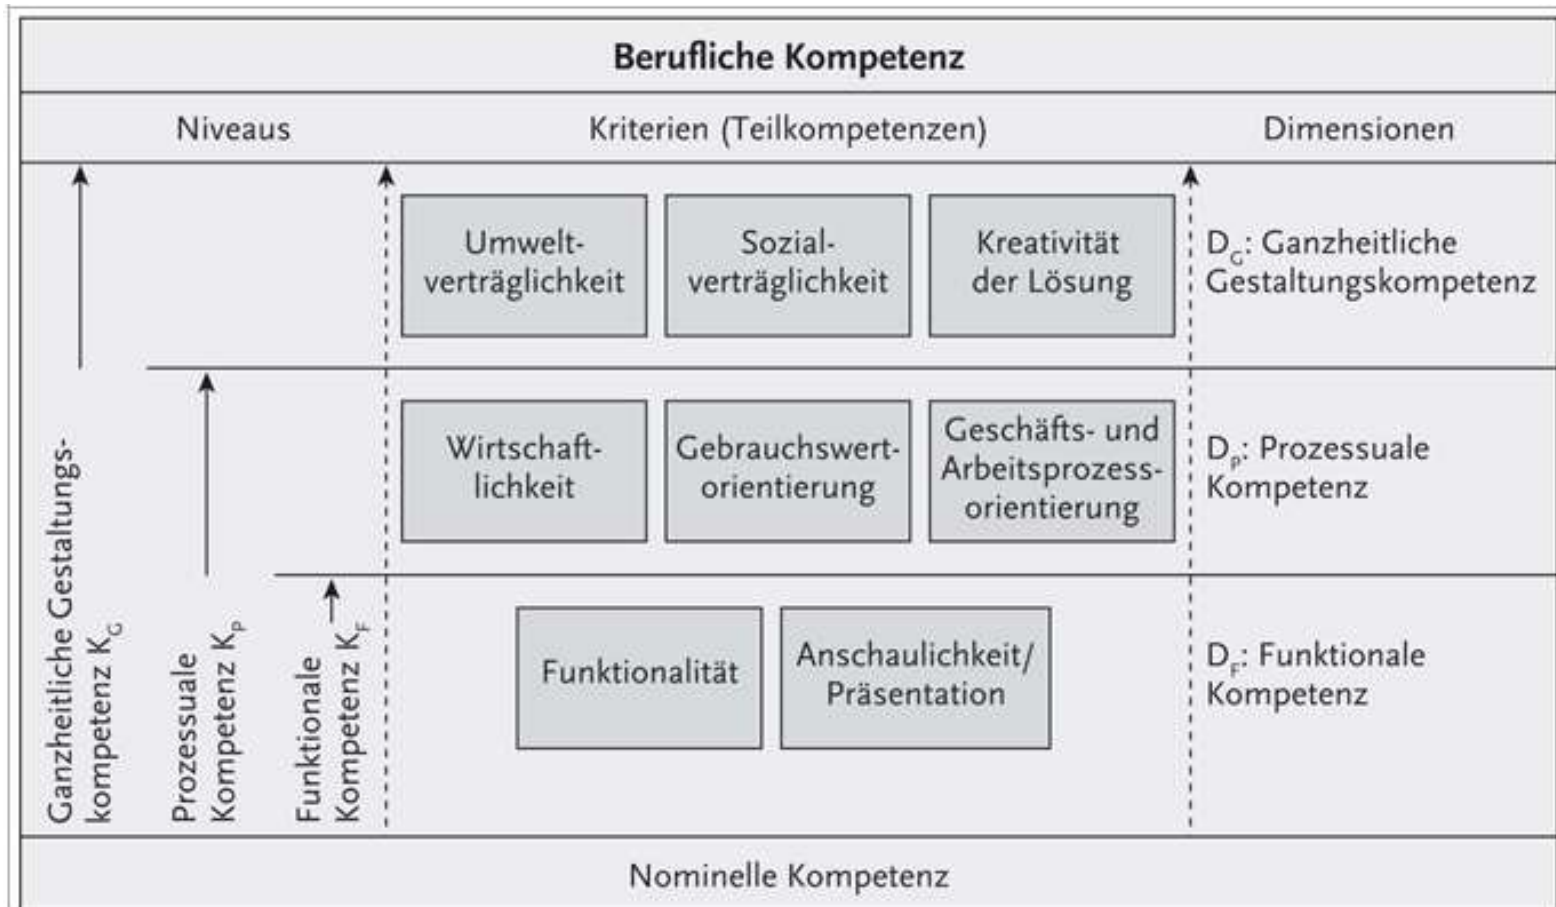 Berufliche Kompetenz
Niveaus
Kriterien (Teilkompetenzen)
Dimensionen
Umwelt-
verträglichkeit
Sozial-
verträglichkeit
Kreativität
der Lösung
D_G: Ganzheitliche
Gestaltungskompetenz
Wirtschaft-
lichkeit
Gebrauchswert-
orientierung
Geschäfts- und
Arbeitsprozess-
orientierung
D_P: Prozessuale
Kompetenz
Ganzheitliche Gestaltungs-
kompetenz K_G
Prozessuale
Kompetenz K_P
Funktionale
Kompetenz K_F
Funktionalität
Anschaulichkeit/
Präsentation
D_F: Funktionale
Kompetenz
Nominelle Kompetenz